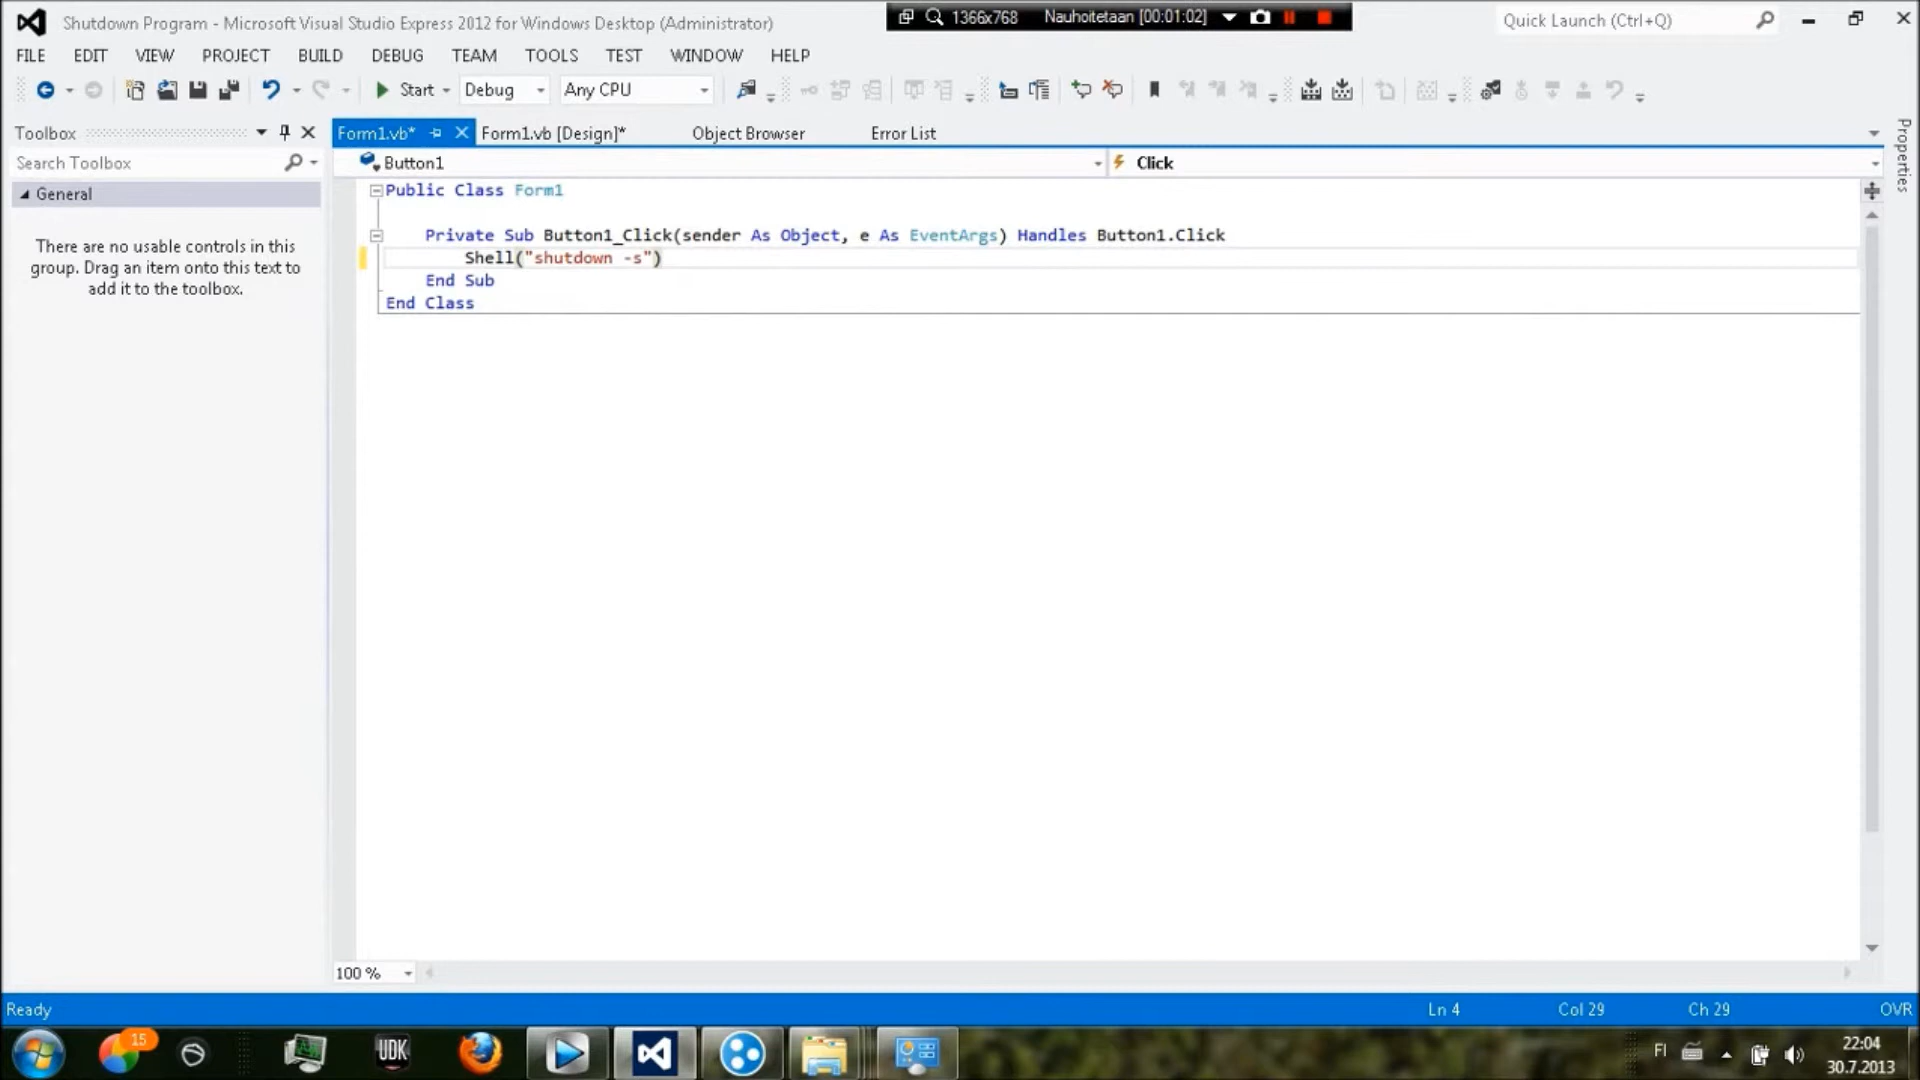 Shutdown Program - Microsoft Visual Studio Express 2012 for Windows Desktop (Administrator)
1366x768 Nauhoitetaan [00:01:02]
Quick Launch (Ctrl+Q)
FILE EDIT VIEW PROJECT BUILD DEBUG TEAM TOOLS TEST WINDOW HELP
Start Debug Any CPU
Toolbox
Form1.vb* Form1.vb [Design]* Object Browser Error List
Properties
Search Toolbox
Button1 Click
General
There are no usable controls in this
group. Drag an item onto this text to
add it to the toolbox.
Public Class Form1
Private Sub Button1_Click(sender As Object, e As EventArgs) Handles Button1.Click
Shell("shutdown -s")
End Sub
End Class
100 %
Ready Ln 4 Col 29 Ch 29 OVR
15
UDK
FI
22:04
30.7.2013